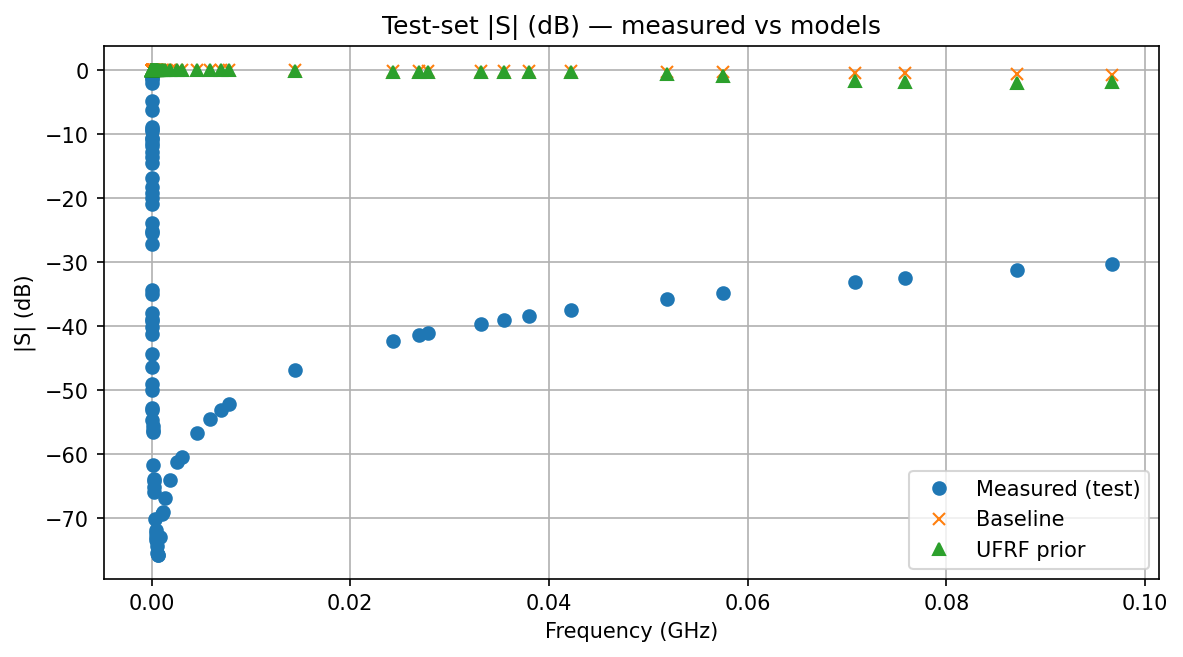 Test-set |S| (dB) — measured vs models
|S| (dB)
0
−10
−20
−30
−40
−50
−60
−70
Measured (test)
Baseline
UFRF prior
0.00 0.02 0.04 0.06 0.08 0.10
Frequency (GHz)